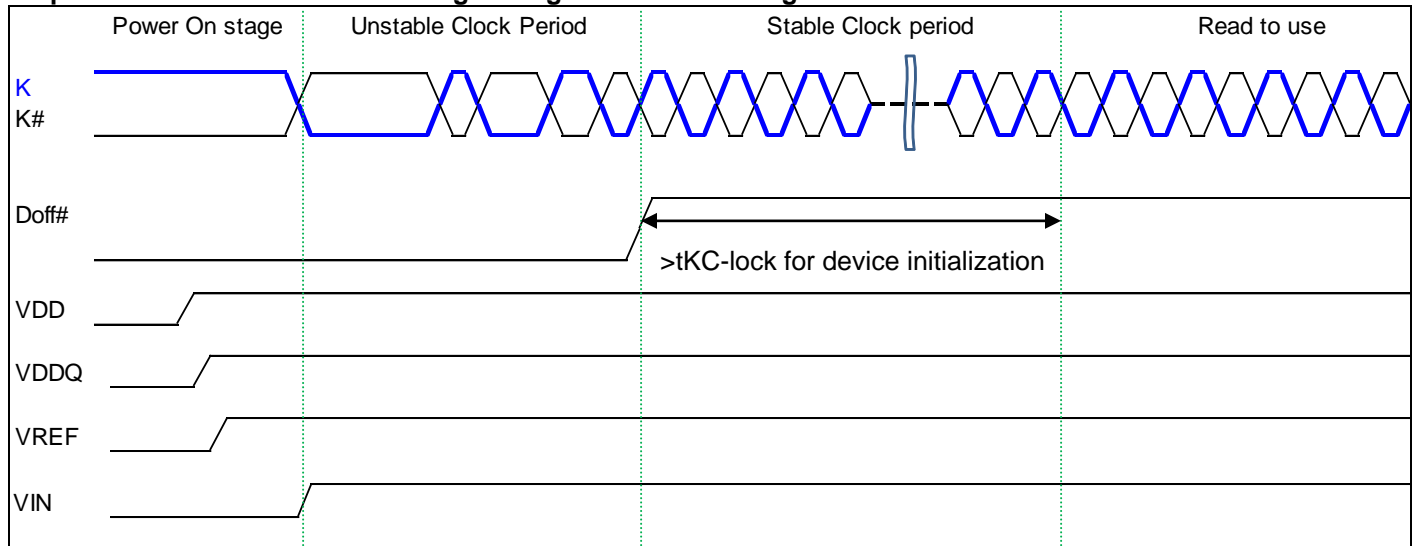 Power On stage Unstable Clock Period Stable Clock period Read to use
K
K#
Doff#
>tKC-lock for device initialization
VDD
VDDQ
VREF
VIN